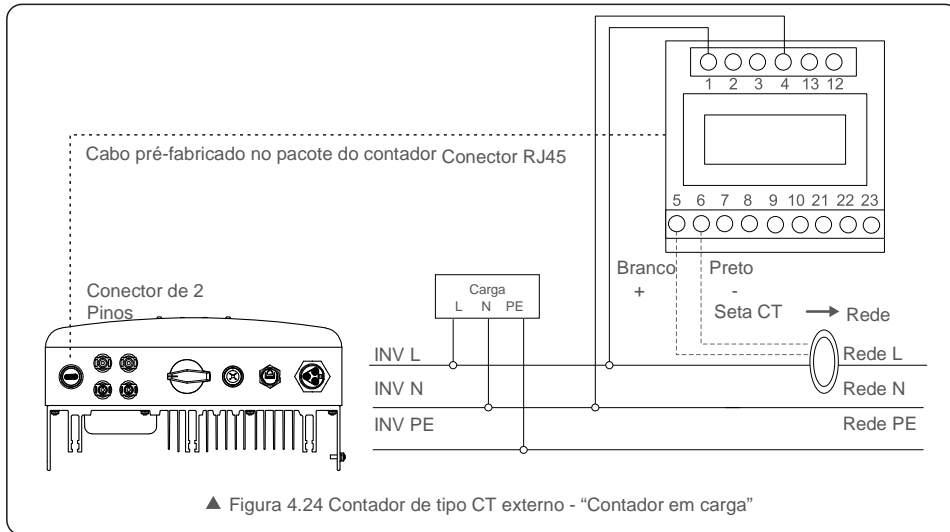 1 2 3 4 13 12
Cabo pré-fabricado no pacote do contador Conector RJ45
5 6 7 8 9 10 21 22 23
Branco Preto
+ -
Seta CT Rede
Conector de 2
Pinos
Carga
L N PE
INV L Rede L
INV N Rede N
INV PE Rede PE
▲ Figura 4.24 Contador de tipo CT externo - “Contador em carga”